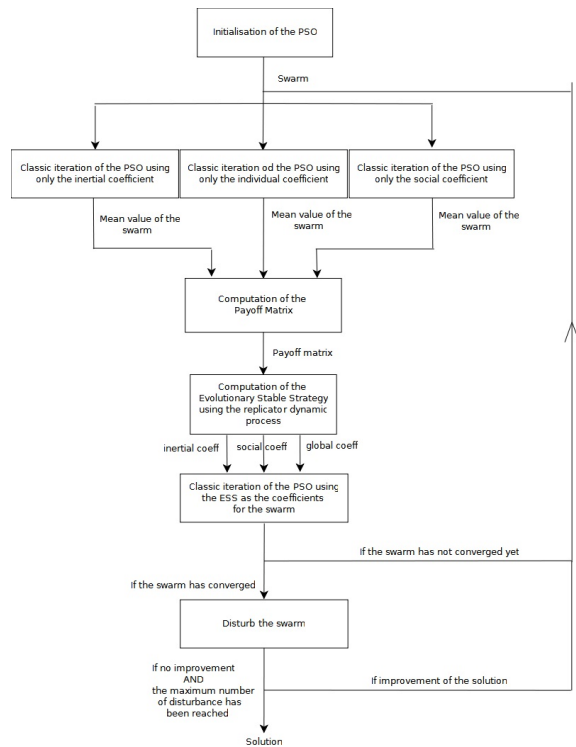 Initialisation of the PSO
Swarm
Classic iteration of the PSO using
only the inertial coefficient
Classic iteration od the PSO using
only the individual coefficient
Classic iteration of the PSO using
only the social coefficient
Mean value of the
swarm
Mean value of the
swarm
Mean value of the
swarm
Computation of the
Payoff Matrix
Payoff matrix
Computation of the
Evolutionary Stable Strategy
using the replicator dynamic
process
inertial coeff
social coeff
global coeff
Classic iteration of the PSO using
the ESS as the coefficients
for the swarm
If the swarm has not converged yet
If the swarm has converged
Disturb the swarm
If no improvement
AND
the maximum number
of disturbance has
been reached
If improvement of the solution
Solution